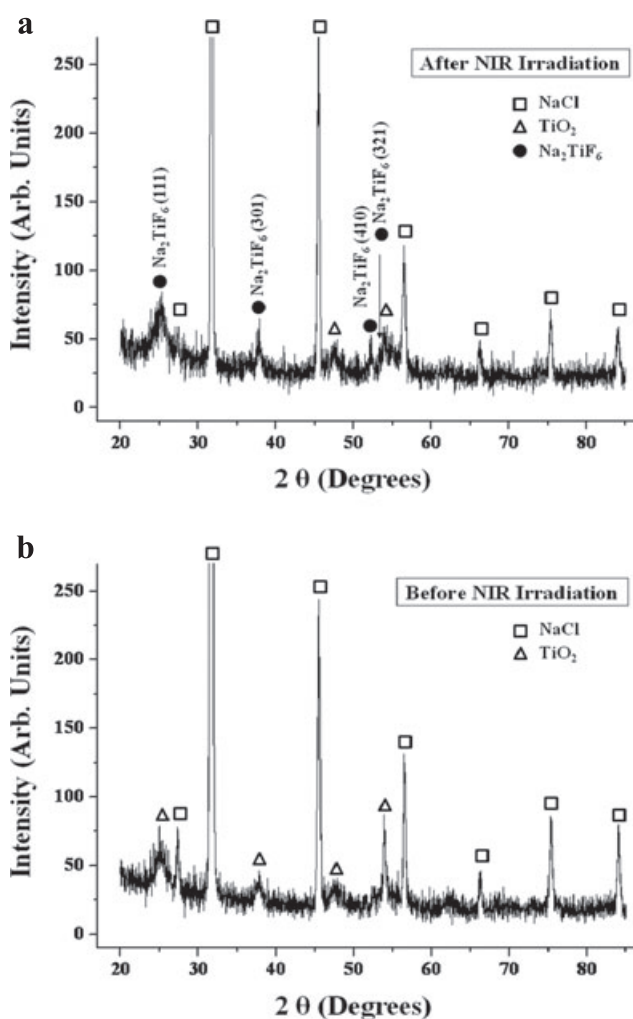 a
After NIR Irradiation
NaCl
TiO₂
Na₂TiF₆
Na₂TiF₆ (111)
Na₂TiF₆ (301)
Na₂TiF₆ (410)
Na₂TiF₆ (321)
Intensity (Arb. Units)
250
200
150
100
50
0
20 30 40 50 60 70 80
2 θ (Degrees)
b
Before NIR Irradiation
NaCl
TiO₂
Intensity (Arb. Units)
250
200
150
100
50
0
20 30 40 50 60 70 80
2 θ (Degrees)